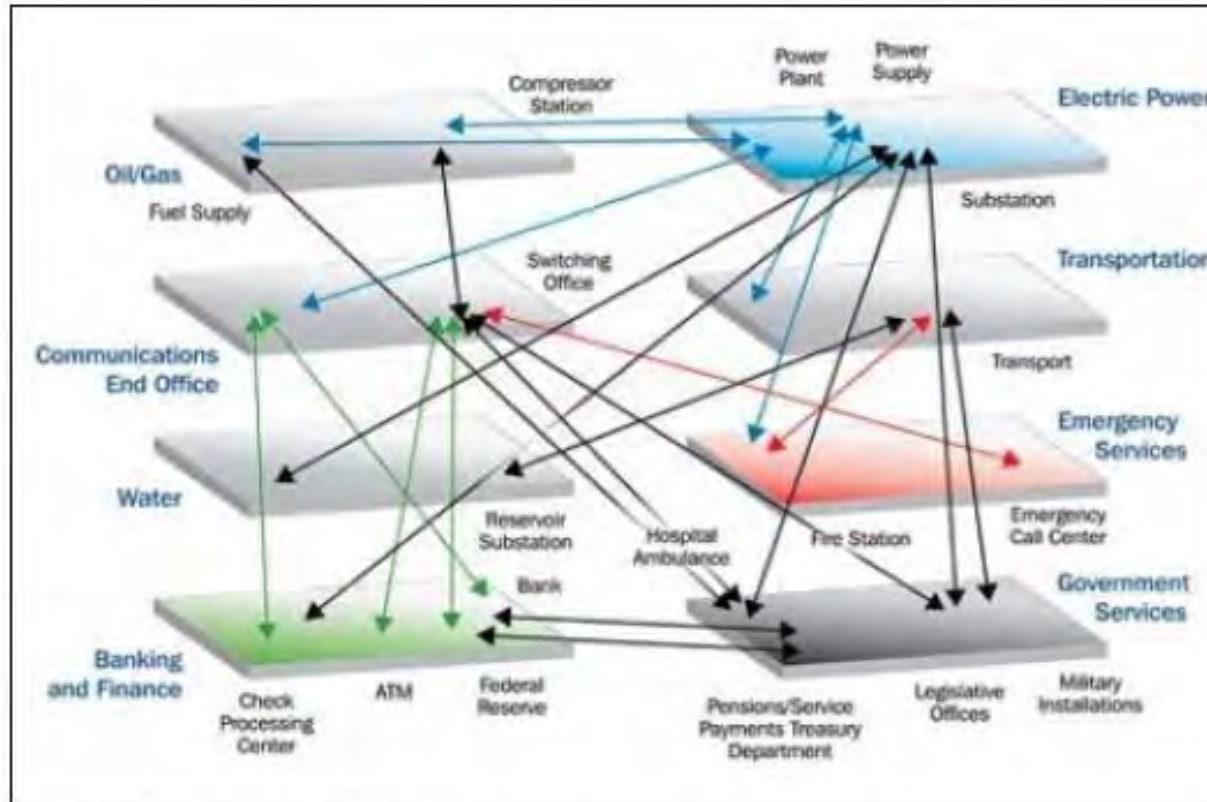 Power
Plant
Power
Supply
Compressor
Station
Electric Power
Oil/Gas
Fuel Supply
Substation
Switching
Office
Transportation
Communications
End Office
Transport
Emergency
Services
Water
Reservoir
Substation
Hospital
Ambulance
Fire Station
Emergency
Call Center
Bank
Government
Services
Banking
and Finance
Check
Processing
Center
ATM
Federal
Reserve
Pensions/Service
Payments Treasury
Department
Legislative
Offices
Military
Installations